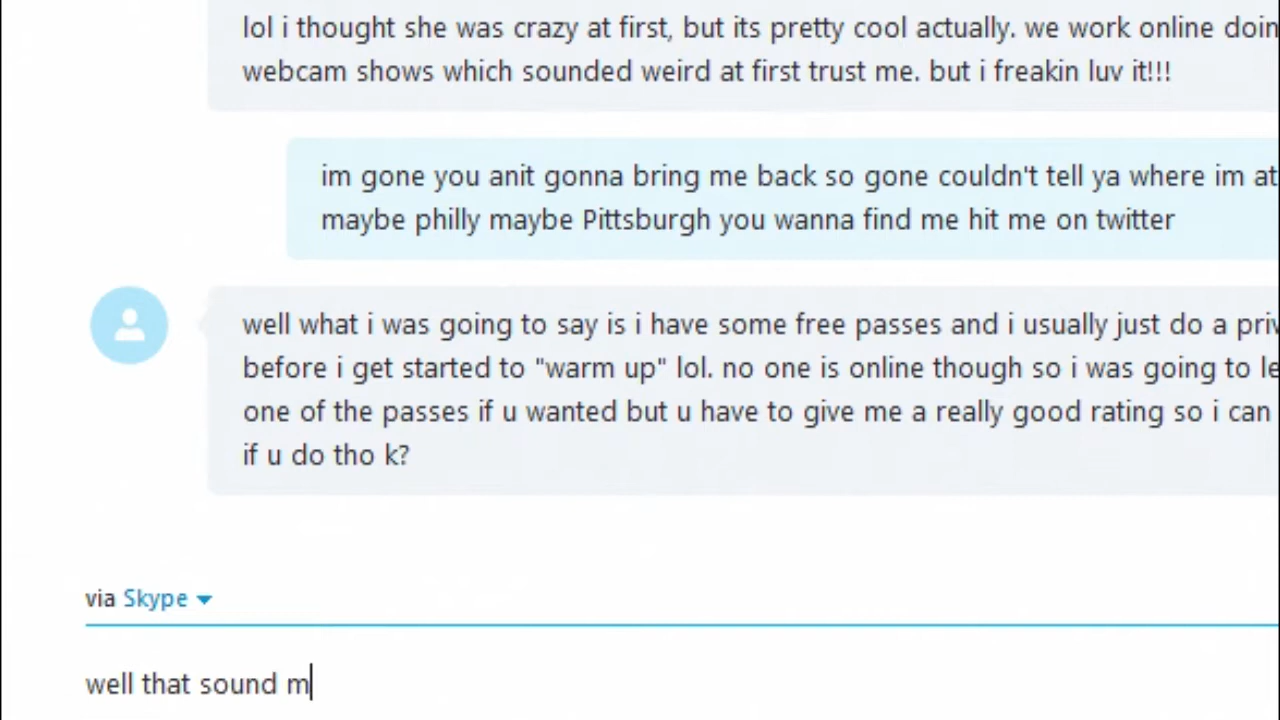 lol i thought she was crazy at first, but its pretty cool actually. we work online doin
webcam shows which sounded weird at first trust me. but i freakin luv it!!!
im gone you anit gonna bring me back so gone couldn't tell ya where im at
maybe philly maybe Pittsburgh you wanna find me hit me on twitter
well what i was going to say is i have some free passes and i usually just do a priv
before i get started to "warm up" lol. no one is online though so i was going to le
one of the passes if u wanted but u have to give me a really good rating so i can
if u do tho k?
via Skype
well that sound m